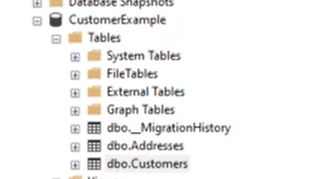 Database Snapshots
CustomerExample
Tables
System Tables
FileTables
External Tables
Graph Tables
dbo.__MigrationHistory
dbo.Addresses
dbo.Customers